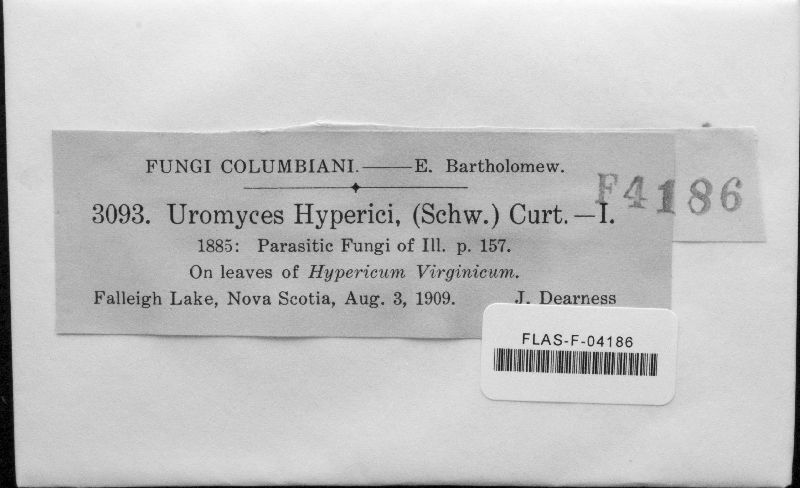 FUNGI COLUMBIANI.——E. Bartholomew.
3093. Uromyces Hyperici, (Schw.) Curt.—I.
1885: Parasitic Fungi of Ill. p. 157.
On leaves of Hypericum Virginicum.
Falleigh Lake, Nova Scotia, Aug. 3, 1909. J. Dearness
F4186
FLAS-F-04186